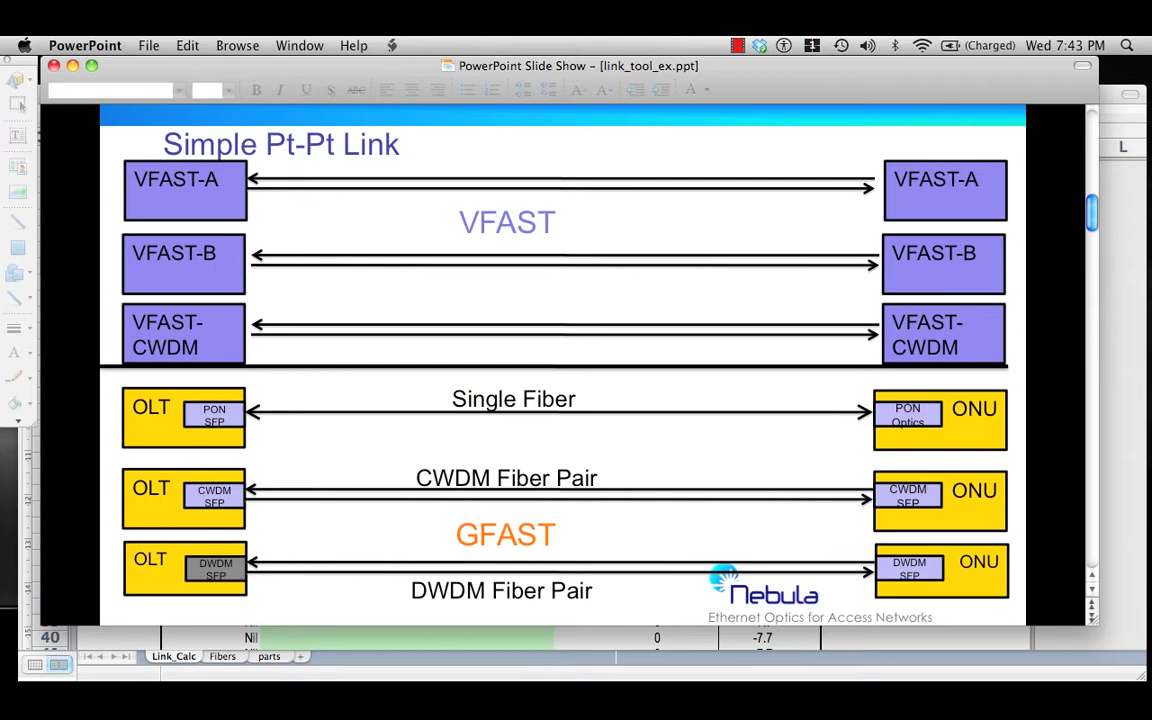 PowerPoint File Edit Browse Window Help 1 (Charged) Wed 7:43 PM
PowerPoint Slide Show – [link_tool_ex.ppt]
B I U S ABC A A A
L
Simple Pt-Pt Link
VFAST-A VFAST-A
VFAST
VFAST-B VFAST-B
VFAST- VFAST-
CWDM CWDM
Single Fiber
OLT PON ONU PON
SFP Optics
CWDM Fiber Pair
OLT CWDM CWDM ONU
SFP SFP
GFAST
OLT DWDM DWDM ONU
SFP SFP
DWDM Fiber Pair
Nebula
Ethernet Optics for Access Networks
40 Nil 0 -7.7
Link_Calc Fibers parts +